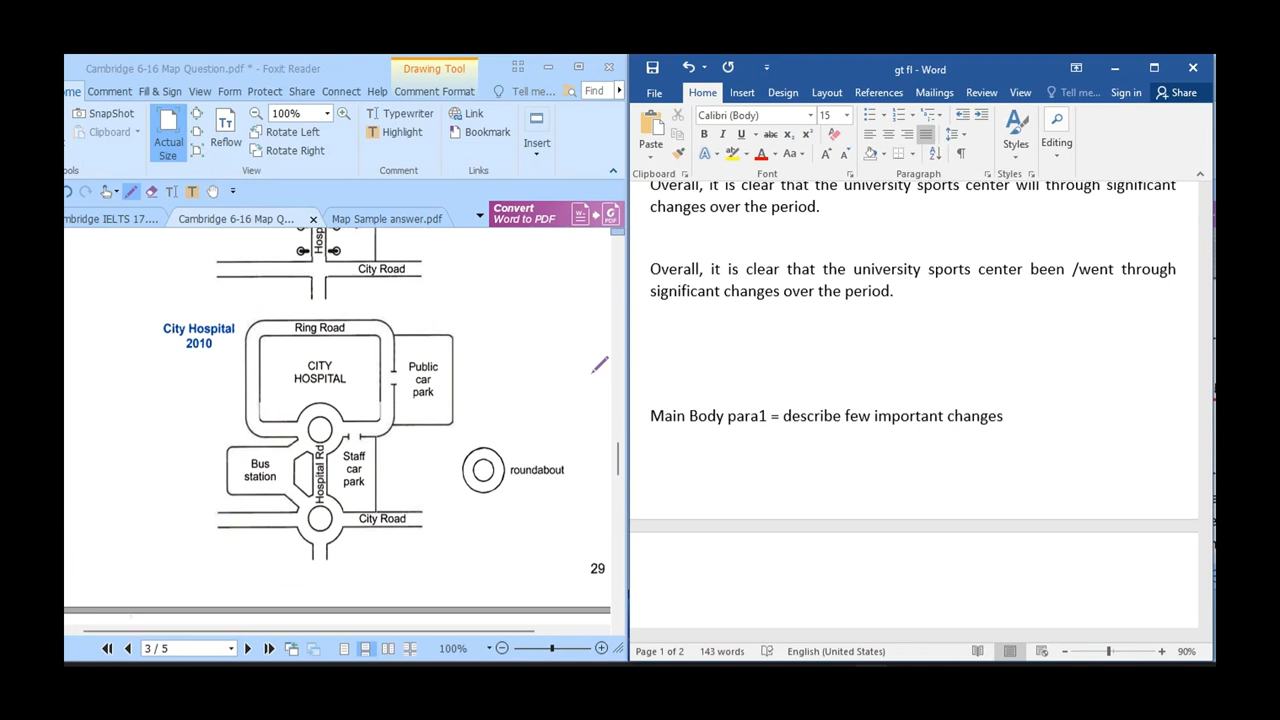 Cambridge 6-16 Map Question.pdf * - Foxit Reader
Drawing Tool
Comment Fill & Sign View Form Protect Share Connect Help Comment Format Tell me... Find
SnapShot
Clipboard
Actual Size
Reflow
100%
Rotate Left
Rotate Right
View
Typewriter
Highlight
Comment
Link
Bookmark
Links
Insert
Cambridge 6-16 Map Q...
Map Sample answer.pdf
Convert
Word to PDF
City Road
City Hospital
2010
Ring Road
CITY
HOSPITAL
Public
car
park
Bus
station
Hospital Rd
Staff
car
park
roundabout
City Road
29
3 / 5
100%
gt fl - Word
File Home Insert Design Layout References Mailings Review View Tell me... Sign in Share
Paste
Clipboard
Calibri (Body) 15
B I U abc x₂ x²
A A Aa A A
Font
Paragraph
Styles
Styles
Editing
Overall, it is clear that the university sports center will through significant
changes over the period.
Overall, it is clear that the university sports center been /went through
significant changes over the period.
Main Body para1 = describe few important changes
Page 1 of 2 143 words English (United States) 90%